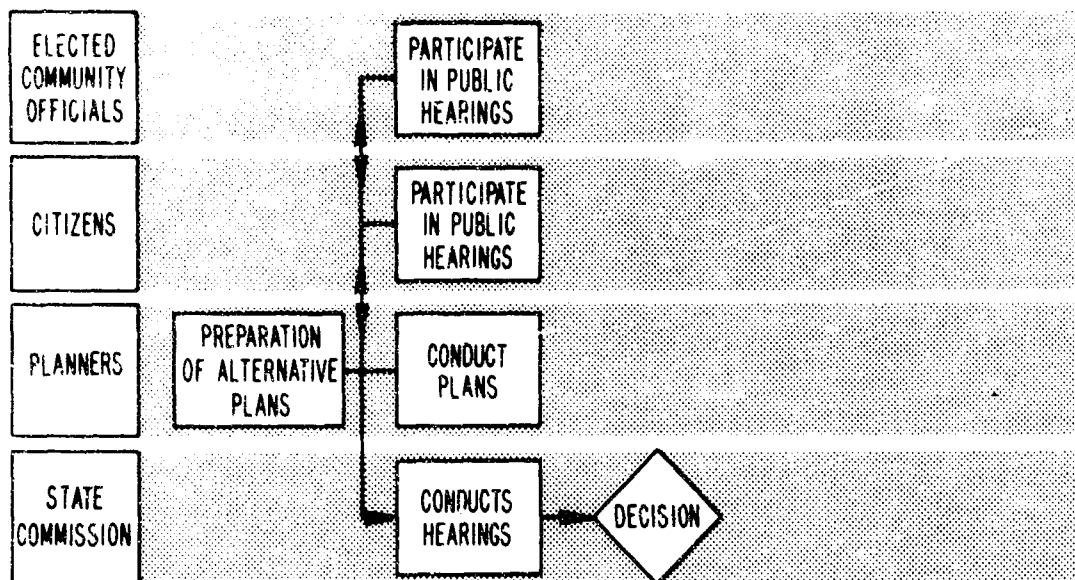 ELECTED
COMMUNITY
OFFICIALS
PARTICIPATE
IN PUBLIC
HEARINGS
CITIZENS
PARTICIPATE
IN PUBLIC
HEARINGS
PLANNERS
PREPARATION
OF ALTERNATIVE
PLANS
CONDUCT
PLANS
STATE
COMMISSION
CONDUCTS
HEARINGS
DECISION